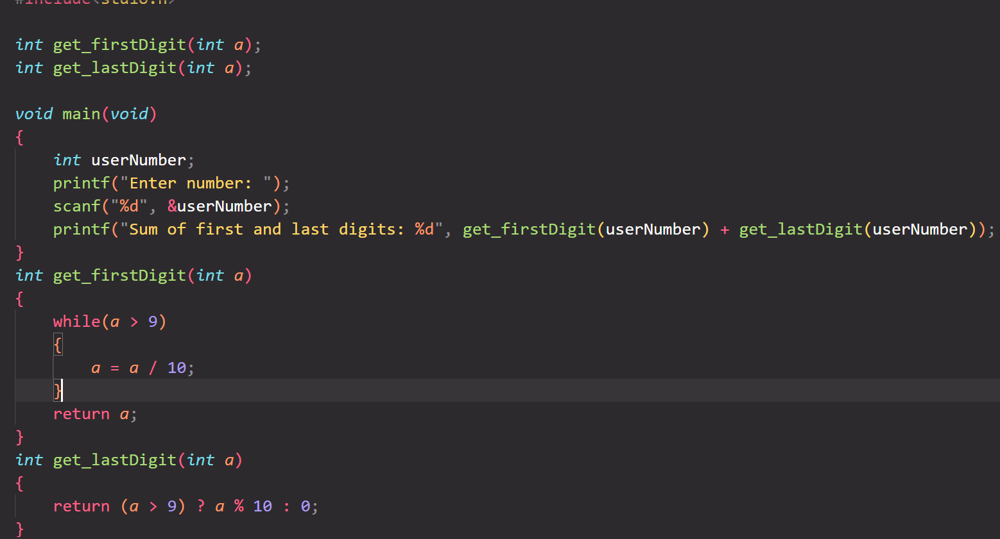 #include<stdio.h>
int get_firstDigit(int a);
int get_lastDigit(int a);
void main(void)
{
int userNumber;
printf("Enter number: ");
scanf("%d", &userNumber);
printf("Sum of first and last digits: %d", get_firstDigit(userNumber) + get_lastDigit(userNumber));
}
int get_firstDigit(int a)
{
while(a > 9)
{
a = a / 10;
}
return a;
}
int get_lastDigit(int a)
{
return (a > 9) ? a % 10 : 0;
}